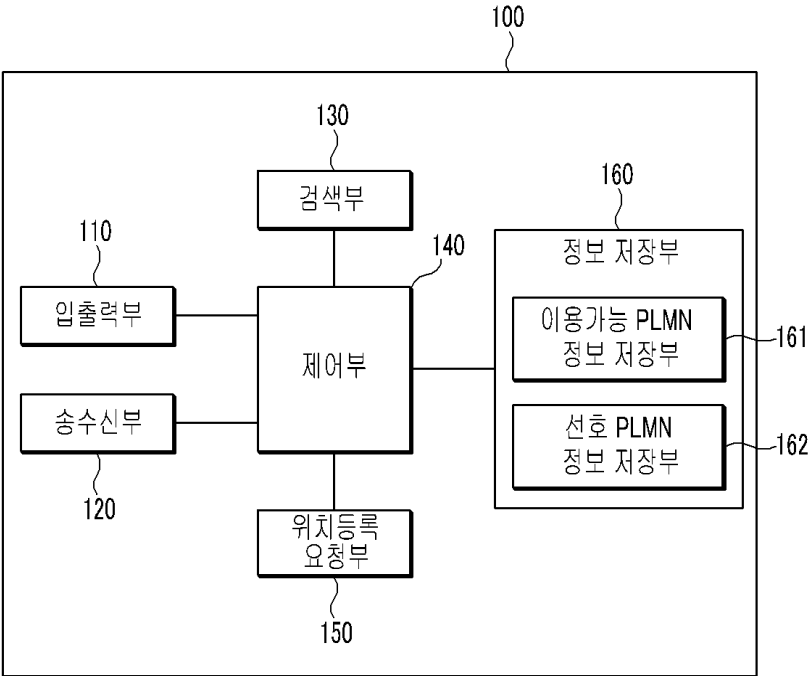 100
130
검색부
160
정보 저장부
110
입출력부
140
제어부
이용가능 PLMN
정보 저장부
161
송수신부
120
선호 PLMN
정보 저장부
162
위치등록
요청부
150